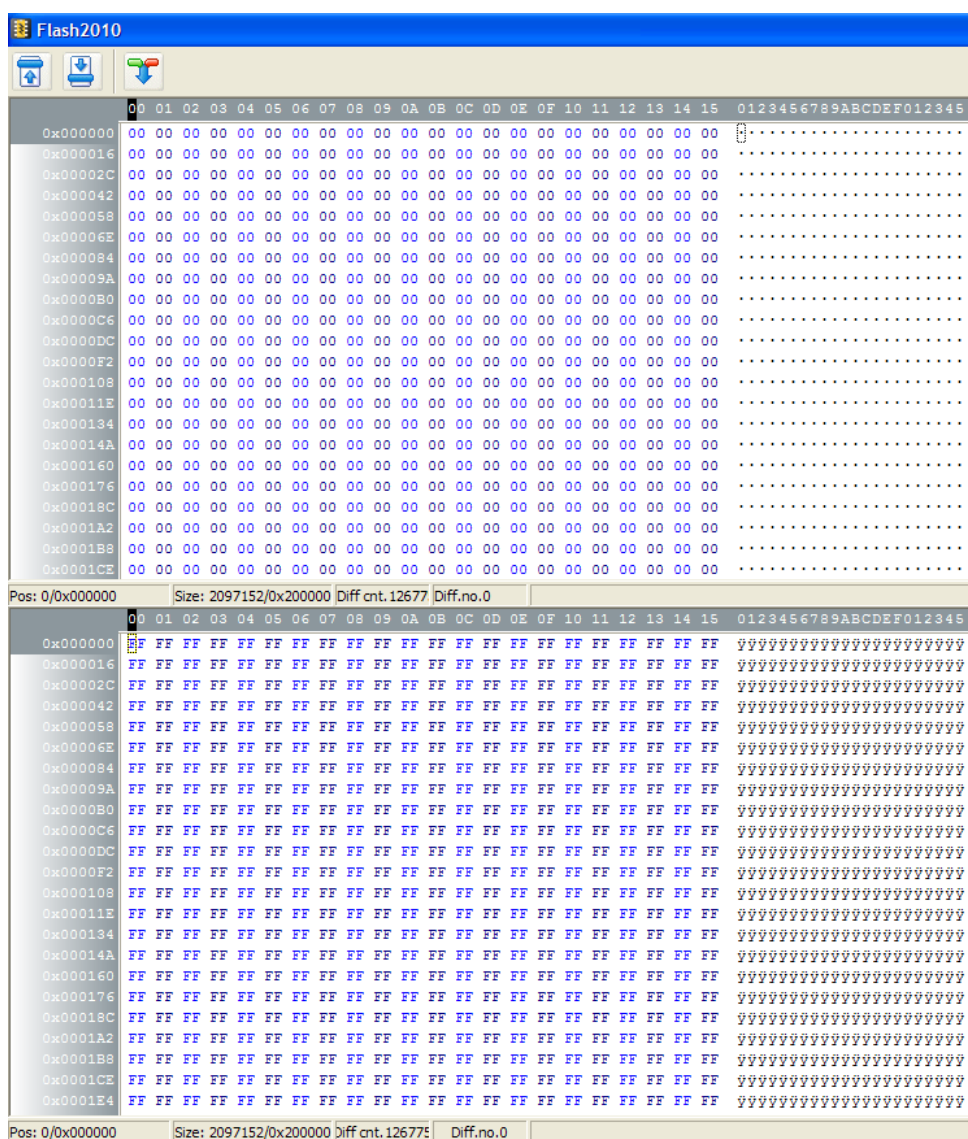 Flash2010
00 01 02 03 04 05 06 07 08 09 0A 0B 0C 0D 0E 0F 10 11 12 13 14 15 0123456789ABCDEF012345
0x000000 00 00 00 00 00 00 00 00 00 00 00 00 00 00 00 00 00 00 00 00 00 00 ······················
0x000016 00 00 00 00 00 00 00 00 00 00 00 00 00 00 00 00 00 00 00 00 00 00 ······················
0x00002C 00 00 00 00 00 00 00 00 00 00 00 00 00 00 00 00 00 00 00 00 00 00 ······················
0x000042 00 00 00 00 00 00 00 00 00 00 00 00 00 00 00 00 00 00 00 00 00 00 ······················
0x000058 00 00 00 00 00 00 00 00 00 00 00 00 00 00 00 00 00 00 00 00 00 00 ······················
0x00006E 00 00 00 00 00 00 00 00 00 00 00 00 00 00 00 00 00 00 00 00 00 00 ······················
0x000084 00 00 00 00 00 00 00 00 00 00 00 00 00 00 00 00 00 00 00 00 00 00 ······················
0x00009A 00 00 00 00 00 00 00 00 00 00 00 00 00 00 00 00 00 00 00 00 00 00 ······················
0x0000B0 00 00 00 00 00 00 00 00 00 00 00 00 00 00 00 00 00 00 00 00 00 00 ······················
0x0000C6 00 00 00 00 00 00 00 00 00 00 00 00 00 00 00 00 00 00 00 00 00 00 ······················
0x0000DC 00 00 00 00 00 00 00 00 00 00 00 00 00 00 00 00 00 00 00 00 00 00 ······················
0x0000F2 00 00 00 00 00 00 00 00 00 00 00 00 00 00 00 00 00 00 00 00 00 00 ······················
0x000108 00 00 00 00 00 00 00 00 00 00 00 00 00 00 00 00 00 00 00 00 00 00 ······················
0x00011E 00 00 00 00 00 00 00 00 00 00 00 00 00 00 00 00 00 00 00 00 00 00 ······················
0x000134 00 00 00 00 00 00 00 00 00 00 00 00 00 00 00 00 00 00 00 00 00 00 ······················
0x00014A 00 00 00 00 00 00 00 00 00 00 00 00 00 00 00 00 00 00 00 00 00 00 ······················
0x000160 00 00 00 00 00 00 00 00 00 00 00 00 00 00 00 00 00 00 00 00 00 00 ······················
0x000176 00 00 00 00 00 00 00 00 00 00 00 00 00 00 00 00 00 00 00 00 00 00 ······················
0x00018C 00 00 00 00 00 00 00 00 00 00 00 00 00 00 00 00 00 00 00 00 00 00 ······················
0x0001A2 00 00 00 00 00 00 00 00 00 00 00 00 00 00 00 00 00 00 00 00 00 00 ······················
0x0001B8 00 00 00 00 00 00 00 00 00 00 00 00 00 00 00 00 00 00 00 00 00 00 ······················
0x0001CE 00 00 00 00 00 00 00 00 00 00 00 00 00 00 00 00 00 00 00 00 00 00 ······················
Pos: 0/0x000000 Size: 2097152/0x200000 Diff cnt. 12677 Diff.no.0
00 01 02 03 04 05 06 07 08 09 0A 0B 0C 0D 0E 0F 10 11 12 13 14 15 0123456789ABCDEF012345
0x000000 FF FF FF FF FF FF FF FF FF FF FF FF FF FF FF FF FF FF FF FF FF FF ÿÿÿÿÿÿÿÿÿÿÿÿÿÿÿÿÿÿÿÿÿÿ
0x000016 FF FF FF FF FF FF FF FF FF FF FF FF FF FF FF FF FF FF FF FF FF FF ÿÿÿÿÿÿÿÿÿÿÿÿÿÿÿÿÿÿÿÿÿÿ
0x00002C FF FF FF FF FF FF FF FF FF FF FF FF FF FF FF FF FF FF FF FF FF FF ÿÿÿÿÿÿÿÿÿÿÿÿÿÿÿÿÿÿÿÿÿÿ
0x000042 FF FF FF FF FF FF FF FF FF FF FF FF FF FF FF FF FF FF FF FF FF FF ÿÿÿÿÿÿÿÿÿÿÿÿÿÿÿÿÿÿÿÿÿÿ
0x000058 FF FF FF FF FF FF FF FF FF FF FF FF FF FF FF FF FF FF FF FF FF FF ÿÿÿÿÿÿÿÿÿÿÿÿÿÿÿÿÿÿÿÿÿÿ
0x00006E FF FF FF FF FF FF FF FF FF FF FF FF FF FF FF FF FF FF FF FF FF FF ÿÿÿÿÿÿÿÿÿÿÿÿÿÿÿÿÿÿÿÿÿÿ
0x000084 FF FF FF FF FF FF FF FF FF FF FF FF FF FF FF FF FF FF FF FF FF FF ÿÿÿÿÿÿÿÿÿÿÿÿÿÿÿÿÿÿÿÿÿÿ
0x00009A FF FF FF FF FF FF FF FF FF FF FF FF FF FF FF FF FF FF FF FF FF FF ÿÿÿÿÿÿÿÿÿÿÿÿÿÿÿÿÿÿÿÿÿÿ
0x0000B0 FF FF FF FF FF FF FF FF FF FF FF FF FF FF FF FF FF FF FF FF FF FF ÿÿÿÿÿÿÿÿÿÿÿÿÿÿÿÿÿÿÿÿÿÿ
0x0000C6 FF FF FF FF FF FF FF FF FF FF FF FF FF FF FF FF FF FF FF FF FF FF ÿÿÿÿÿÿÿÿÿÿÿÿÿÿÿÿÿÿÿÿÿÿ
0x0000DC FF FF FF FF FF FF FF FF FF FF FF FF FF FF FF FF FF FF FF FF FF FF ÿÿÿÿÿÿÿÿÿÿÿÿÿÿÿÿÿÿÿÿÿÿ
0x0000F2 FF FF FF FF FF FF FF FF FF FF FF FF FF FF FF FF FF FF FF FF FF FF ÿÿÿÿÿÿÿÿÿÿÿÿÿÿÿÿÿÿÿÿÿÿ
0x000108 FF FF FF FF FF FF FF FF FF FF FF FF FF FF FF FF FF FF FF FF FF FF ÿÿÿÿÿÿÿÿÿÿÿÿÿÿÿÿÿÿÿÿÿÿ
0x00011E FF FF FF FF FF FF FF FF FF FF FF FF FF FF FF FF FF FF FF FF FF FF ÿÿÿÿÿÿÿÿÿÿÿÿÿÿÿÿÿÿÿÿÿÿ
0x000134 FF FF FF FF FF FF FF FF FF FF FF FF FF FF FF FF FF FF FF FF FF FF ÿÿÿÿÿÿÿÿÿÿÿÿÿÿÿÿÿÿÿÿÿÿ
0x00014A FF FF FF FF FF FF FF FF FF FF FF FF FF FF FF FF FF FF FF FF FF FF ÿÿÿÿÿÿÿÿÿÿÿÿÿÿÿÿÿÿÿÿÿÿ
0x000160 FF FF FF FF FF FF FF FF FF FF FF FF FF FF FF FF FF FF FF FF FF FF ÿÿÿÿÿÿÿÿÿÿÿÿÿÿÿÿÿÿÿÿÿÿ
0x000176 FF FF FF FF FF FF FF FF FF FF FF FF FF FF FF FF FF FF FF FF FF FF ÿÿÿÿÿÿÿÿÿÿÿÿÿÿÿÿÿÿÿÿÿÿ
0x00018C FF FF FF FF FF FF FF FF FF FF FF FF FF FF FF FF FF FF FF FF FF FF ÿÿÿÿÿÿÿÿÿÿÿÿÿÿÿÿÿÿÿÿÿÿ
0x0001A2 FF FF FF FF FF FF FF FF FF FF FF FF FF FF FF FF FF FF FF FF FF FF ÿÿÿÿÿÿÿÿÿÿÿÿÿÿÿÿÿÿÿÿÿÿ
0x0001B8 FF FF FF FF FF FF FF FF FF FF FF FF FF FF FF FF FF FF FF FF FF FF ÿÿÿÿÿÿÿÿÿÿÿÿÿÿÿÿÿÿÿÿÿÿ
0x0001CE FF FF FF FF FF FF FF FF FF FF FF FF FF FF FF FF FF FF FF FF FF FF ÿÿÿÿÿÿÿÿÿÿÿÿÿÿÿÿÿÿÿÿÿÿ
0x0001E4 FF FF FF FF FF FF FF FF FF FF FF FF FF FF FF FF FF FF FF FF FF FF ÿÿÿÿÿÿÿÿÿÿÿÿÿÿÿÿÿÿÿÿÿÿ
Pos: 0/0x000000 Size: 2097152/0x200000 Diff cnt. 126775 Diff.no.0